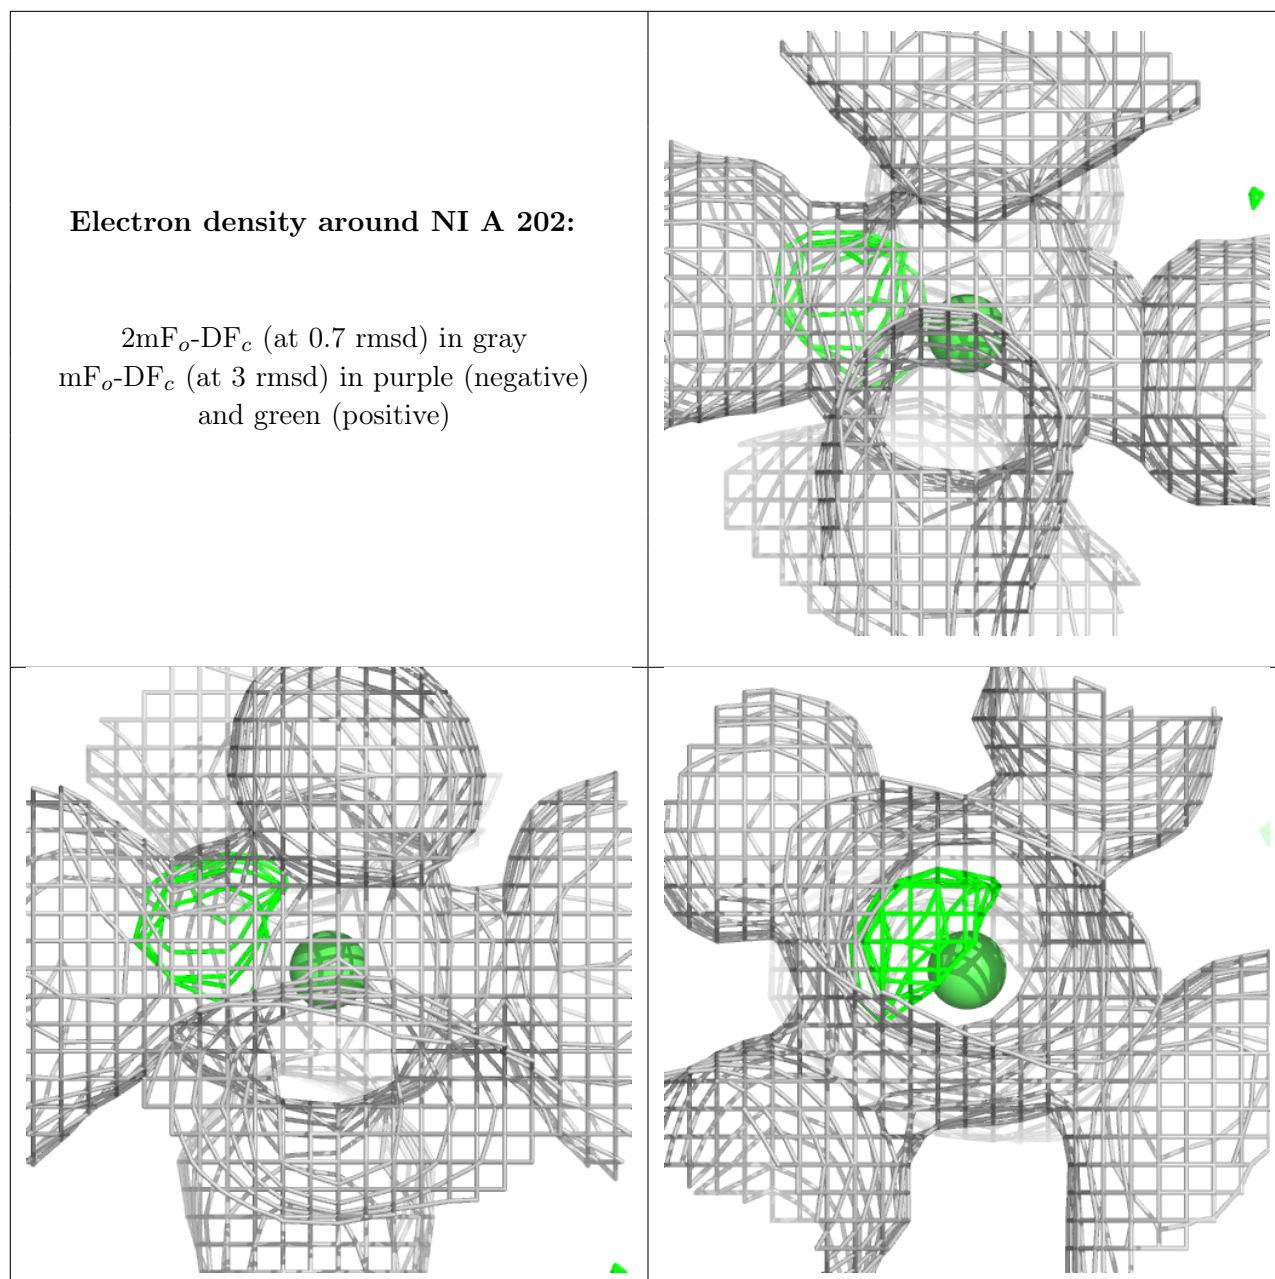 Electron density around NI A 202:
2mFo-DFc (at 0.7 rmsd) in gray
mFo-DFc (at 3 rmsd) in purple (negative)
and green (positive)